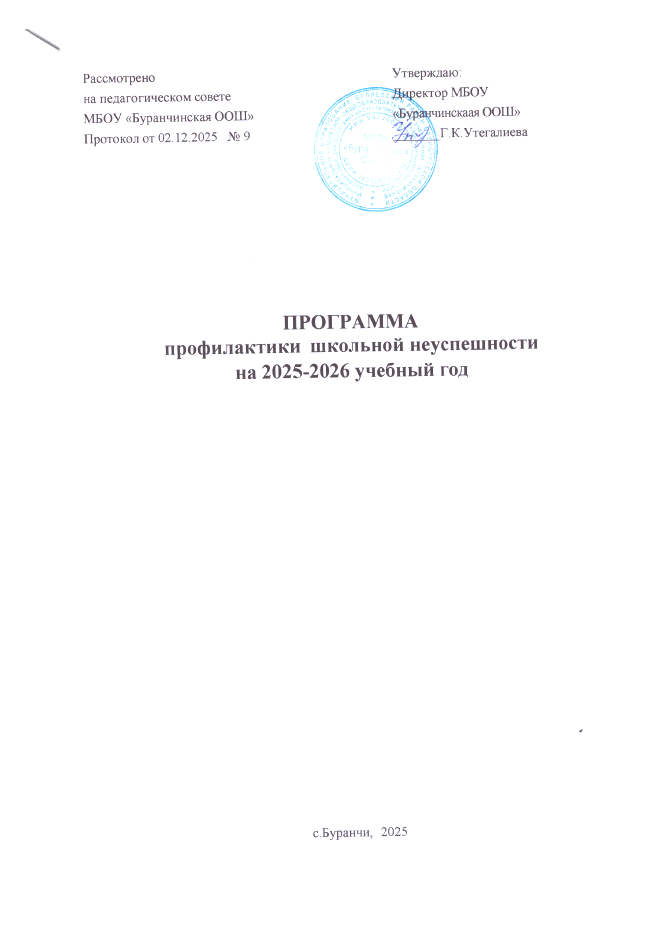 Рассмотрено
на педагогическом совете
МБОУ «Буранчинская ООШ»
Протокол от 02.12.2025 № 9
Утверждаю:
Директор МБОУ
«Буранчинскаая ООШ»
Г.К.Утегалиева
ПРОГРАММА
профилактики школьной неуспешности
на 2025-2026 учебный год
с.Буранчи, 2025